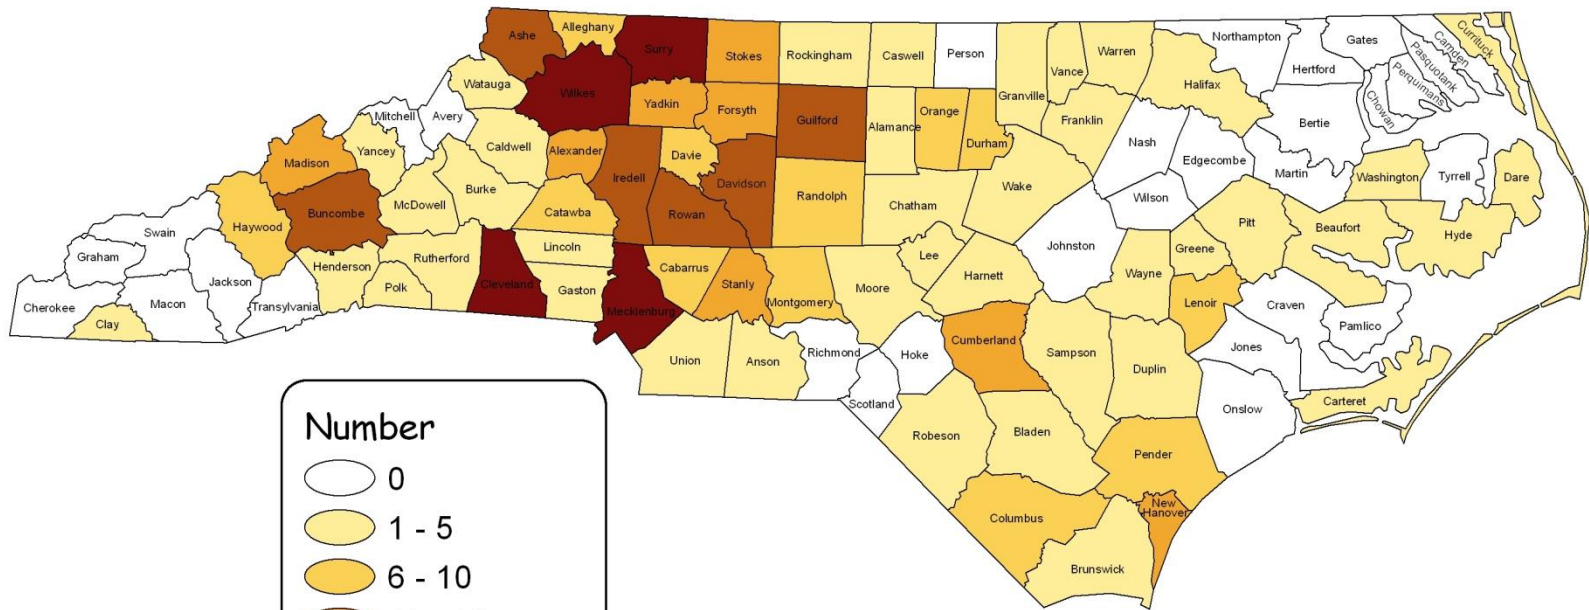 Ashe
Alleghany
Surry
Stokes
Rockingham
Caswell
Person
Granville
Vance
Warren
Halifax
Northampton
Gates
Hertford
Camden
Currituck
Pasquotank
Perquimans
Chowan
Bertie
Watauga
Wilkes
Yadkin
Forsyth
Guilford
Alamance
Orange
Durham
Franklin
Nash
Edgecombe
Martin
Washington
Tyrrell
Dare
Mitchell
Avery
Caldwell
Alexander
Iredell
Davie
Davidson
Randolph
Chatham
Wake
Wilson
Pitt
Beaufort
Hyde
Madison
Yancey
McDowell
Burke
Catawba
Rowan
Buncombe
Haywood
Swain
Graham
Cherokee
Clay
Macon
Jackson
Transylvania
Henderson
Polk
Rutherford
Cleveland
Lincoln
Gaston
Mecklenburg
Cabarrus
Stanly
Montgomery
Moore
Lee
Harnett
Johnston
Wayne
Greene
Lenoir
Craven
Pamlico
Jones
Union
Anson
Richmond
Scotland
Hoke
Cumberland
Sampson
Duplin
Onslow
Carteret
Robeson
Bladen
Pender
New
Hanover
Columbus
Brunswick
Number
0
1 - 5
6 - 10